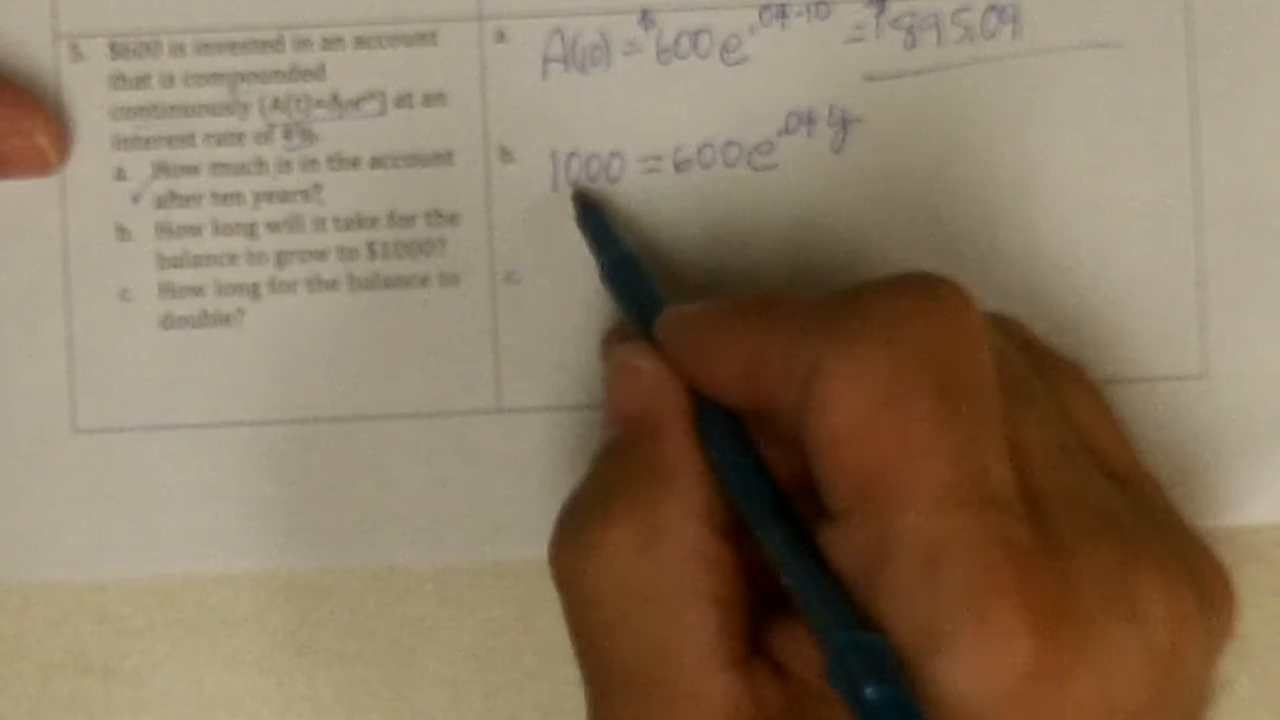 5. $600 is invested in an account
that is compounded
continuously (A(t)=A₀eʳᵗ) at an
interest rate of 4%.
a. How much is in the account
after ten years?
b. How long will it take for the
balance to grow to $1000?
c. How long for the balance to
double?
a.
A(10) = $600e^.04·10 = $895.09
b.
1000 = 600e^.04y
c.